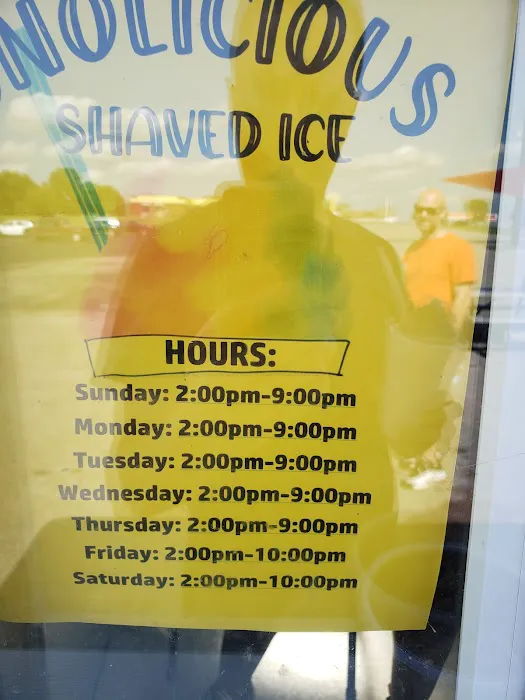 NOLICIOUS
SHAVED ICE
HOURS:
Sunday: 2:00pm-9:00pm
Monday: 2:00pm-9:00pm
Tuesday: 2:00pm-9:00pm
Wednesday: 2:00pm-9:00pm
Thursday: 2:00pm-9:00pm
Friday: 2:00pm-10:00pm
Saturday: 2:00pm-10:00pm